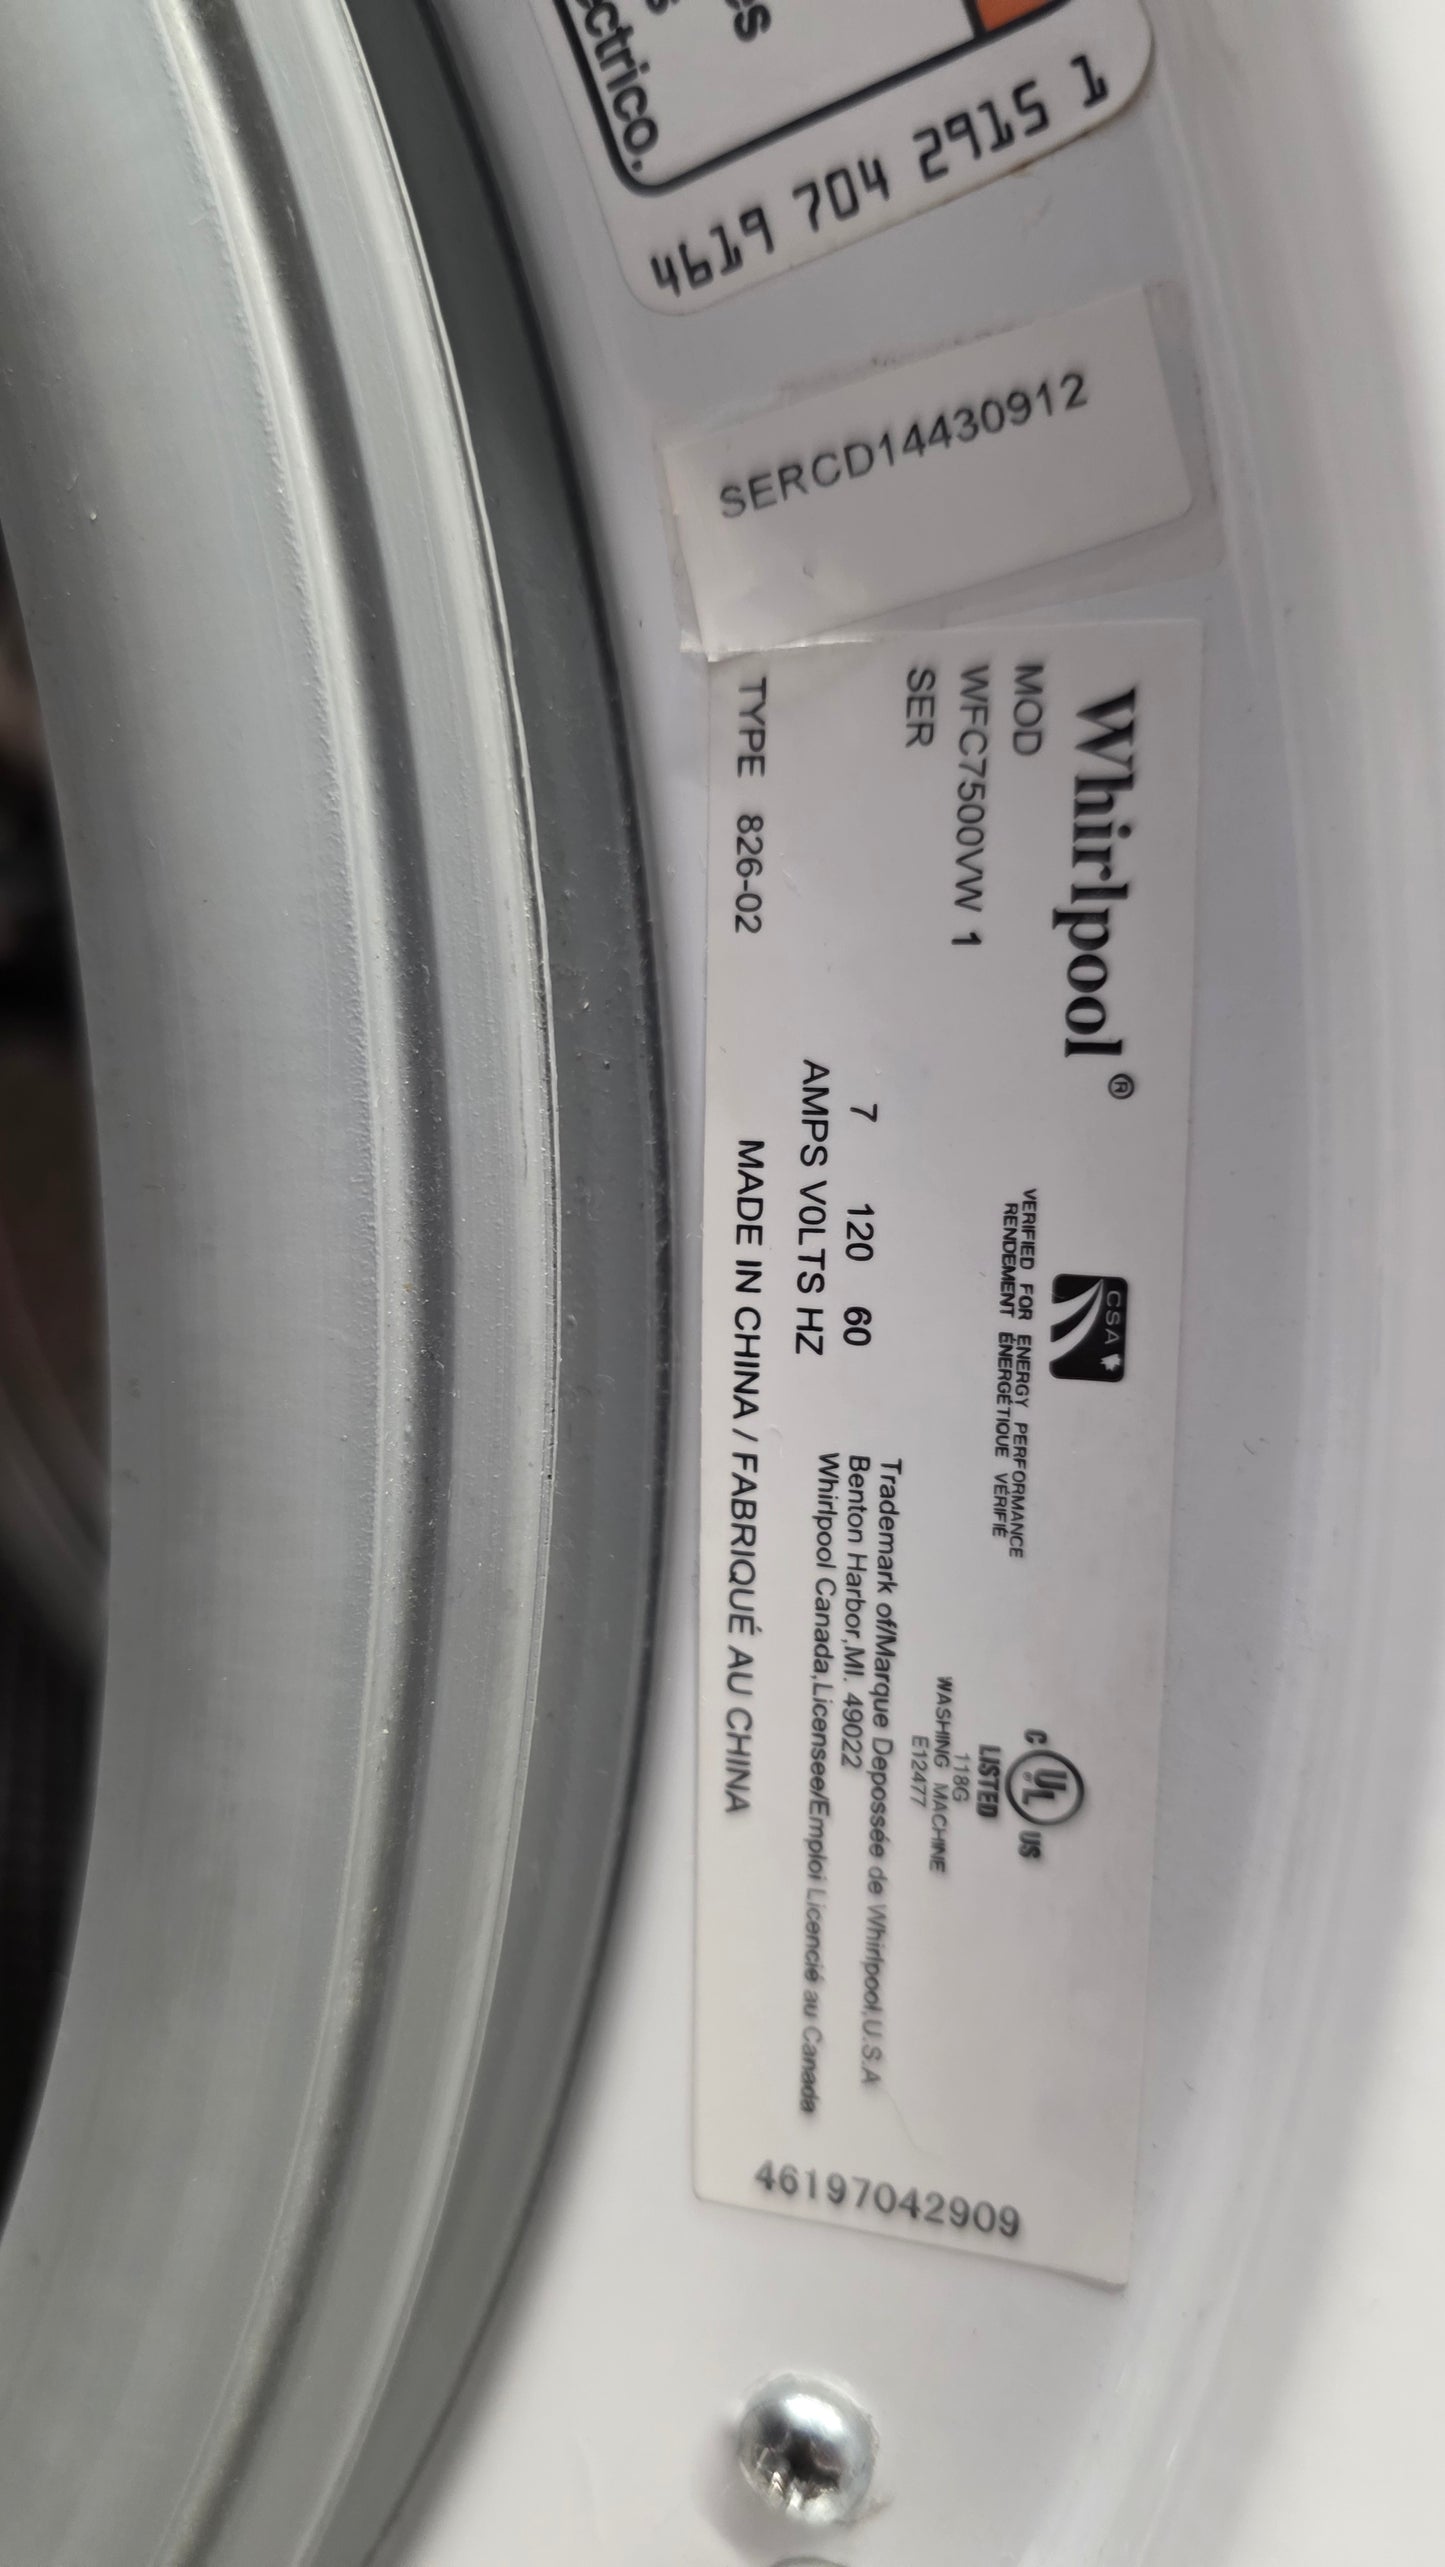 es
s
ectrico.
4619 704 2915 1
SERCD14430912
Whirlpool ®
MOD
WFC7500VW 1
SER
TYPE 826-02
7 120 60
AMPS VOLTS HZ
MADE IN CHINA / FABRIQUÉ AU CHINA
CSA
VERIFIED FOR ENERGY PERFORMANCE
RENDEMENT ÉNERGÉTIQUE VÉRIFIÉ
C UL US
LISTED
118G
WASHING MACHINE
E12477
Trademark of/Marque Depossée de Whirlpool,U.S.A
Benton Harbor,MI. 49022
Whirlpool Canada,Licensee/Emploi Licencié au Canada
46197042909